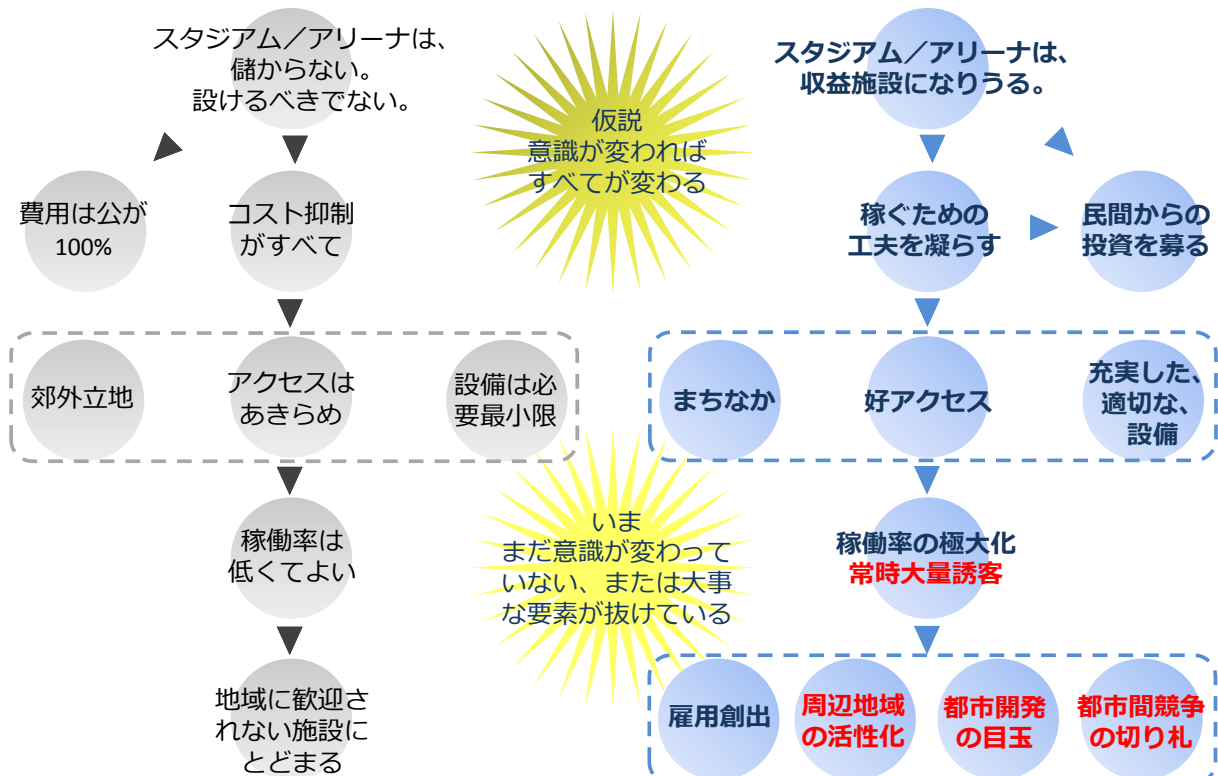 スタジアム／アリーナは、
儲からない。
設けるべきでない。
費用は公が
100%
コスト抑制
がすべて
郊外立地
アクセスは
あきらめ
設備は必
要最小限
稼働率は
低くてよい
地域に歓迎さ
れない施設に
とどまる
仮説
意識が変われば
すべてが変わる
いま
まだ意識が変わって
いない、または大事
な要素が抜けている
スタジアム／アリーナは、
収益施設になりうる。
稼ぐための
工夫を凝らす
民間からの
投資を募る
まちなか
好アクセス
充実した、
適切な、
設備
稼働率の極大化
常時大量誘客
雇用創出
周辺地域
の活性化
都市開発
の目玉
都市間競争
の切り札